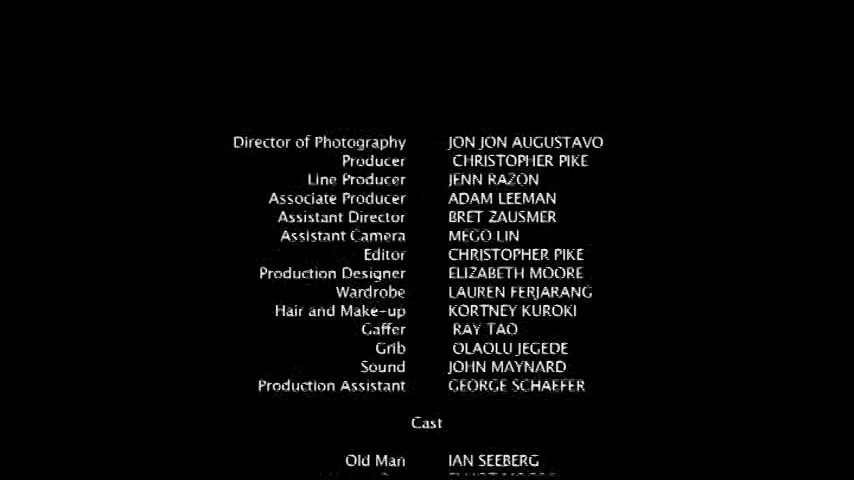 Director of Photography JON JON AUGUSTAVO
Producer CHRISTOPHER PIKE
Line Producer JENN RAZON
Associate Producer ADAM LEEMAN
Assistant Director BRET ZAUSMER
Assistant Camera MEGO LIN
Editor CHRISTOPHER PIKE
Production Designer ELIZABETH MOORE
Wardrobe LAUREN FERJARANG
Hair and Make-up KORTNEY KUROKI
Gaffer RAY TAO
Grib OLAOLU JEGEDE
Sound JOHN MAYNARD
Production Assistant GEORGE SCHAEFER
Cast
Old Man IAN SEEBERG